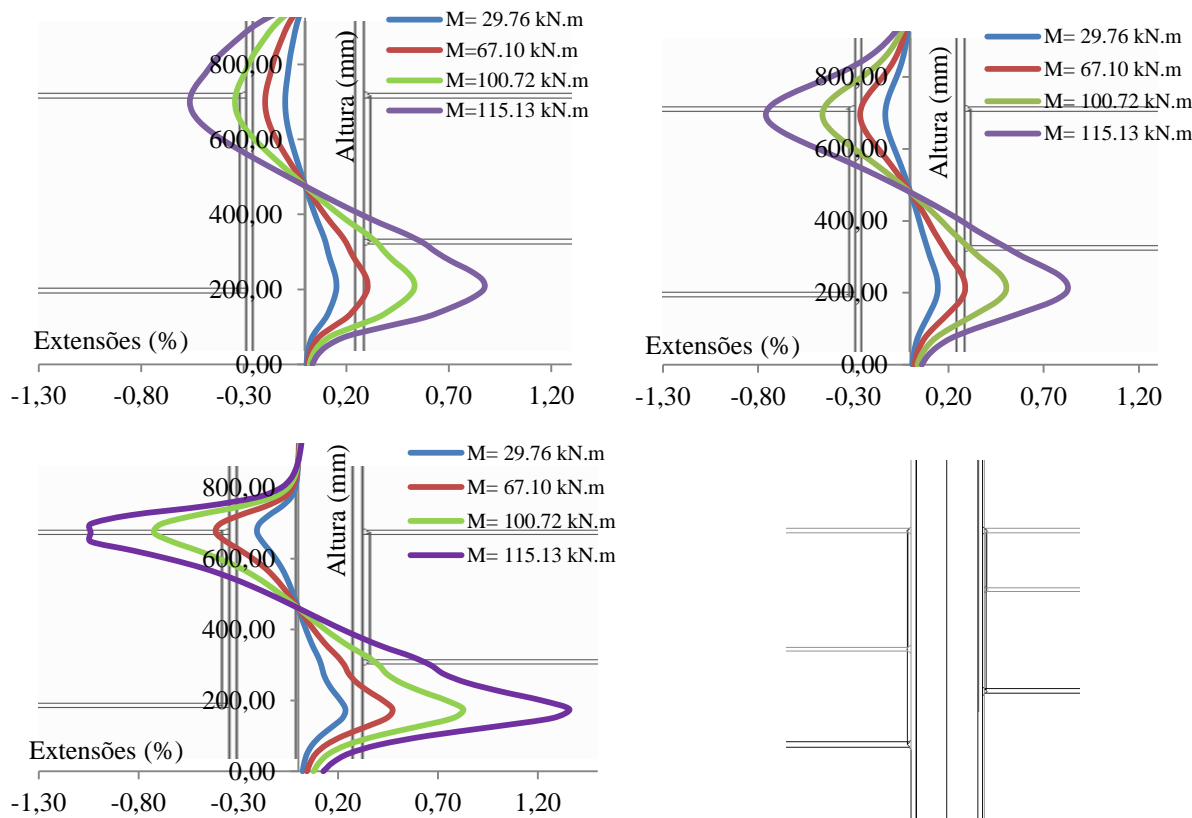 M= 29.76 kN.m
M=67.10 kN.m
M=100.72 kN.m
M=115.13 kN.m
Altura (mm)
800,00
600,00
400,00
200,00
0,00
Extensões (%)
-1,30 -0,80 -0,30 0,20 0,70 1,20
M= 29.76 kN.m
M= 67.10 kN.m
M= 100.72 kN.m
M= 115.13 kN.m
Altura (mm)
800,00
600,00
400,00
200,00
0,00
Extensões (%)
-1,30 -0,80 -0,30 0,20 0,70 1,20
M= 29.76 kN.m
M= 67.10 kN.m
M= 100.72 kN.m
M= 115.13 kN.m
Altura (mm)
800,00
600,00
400,00
200,00
0,00
Extensões (%)
-1,30 -0,80 -0,30 0,20 0,70 1,20